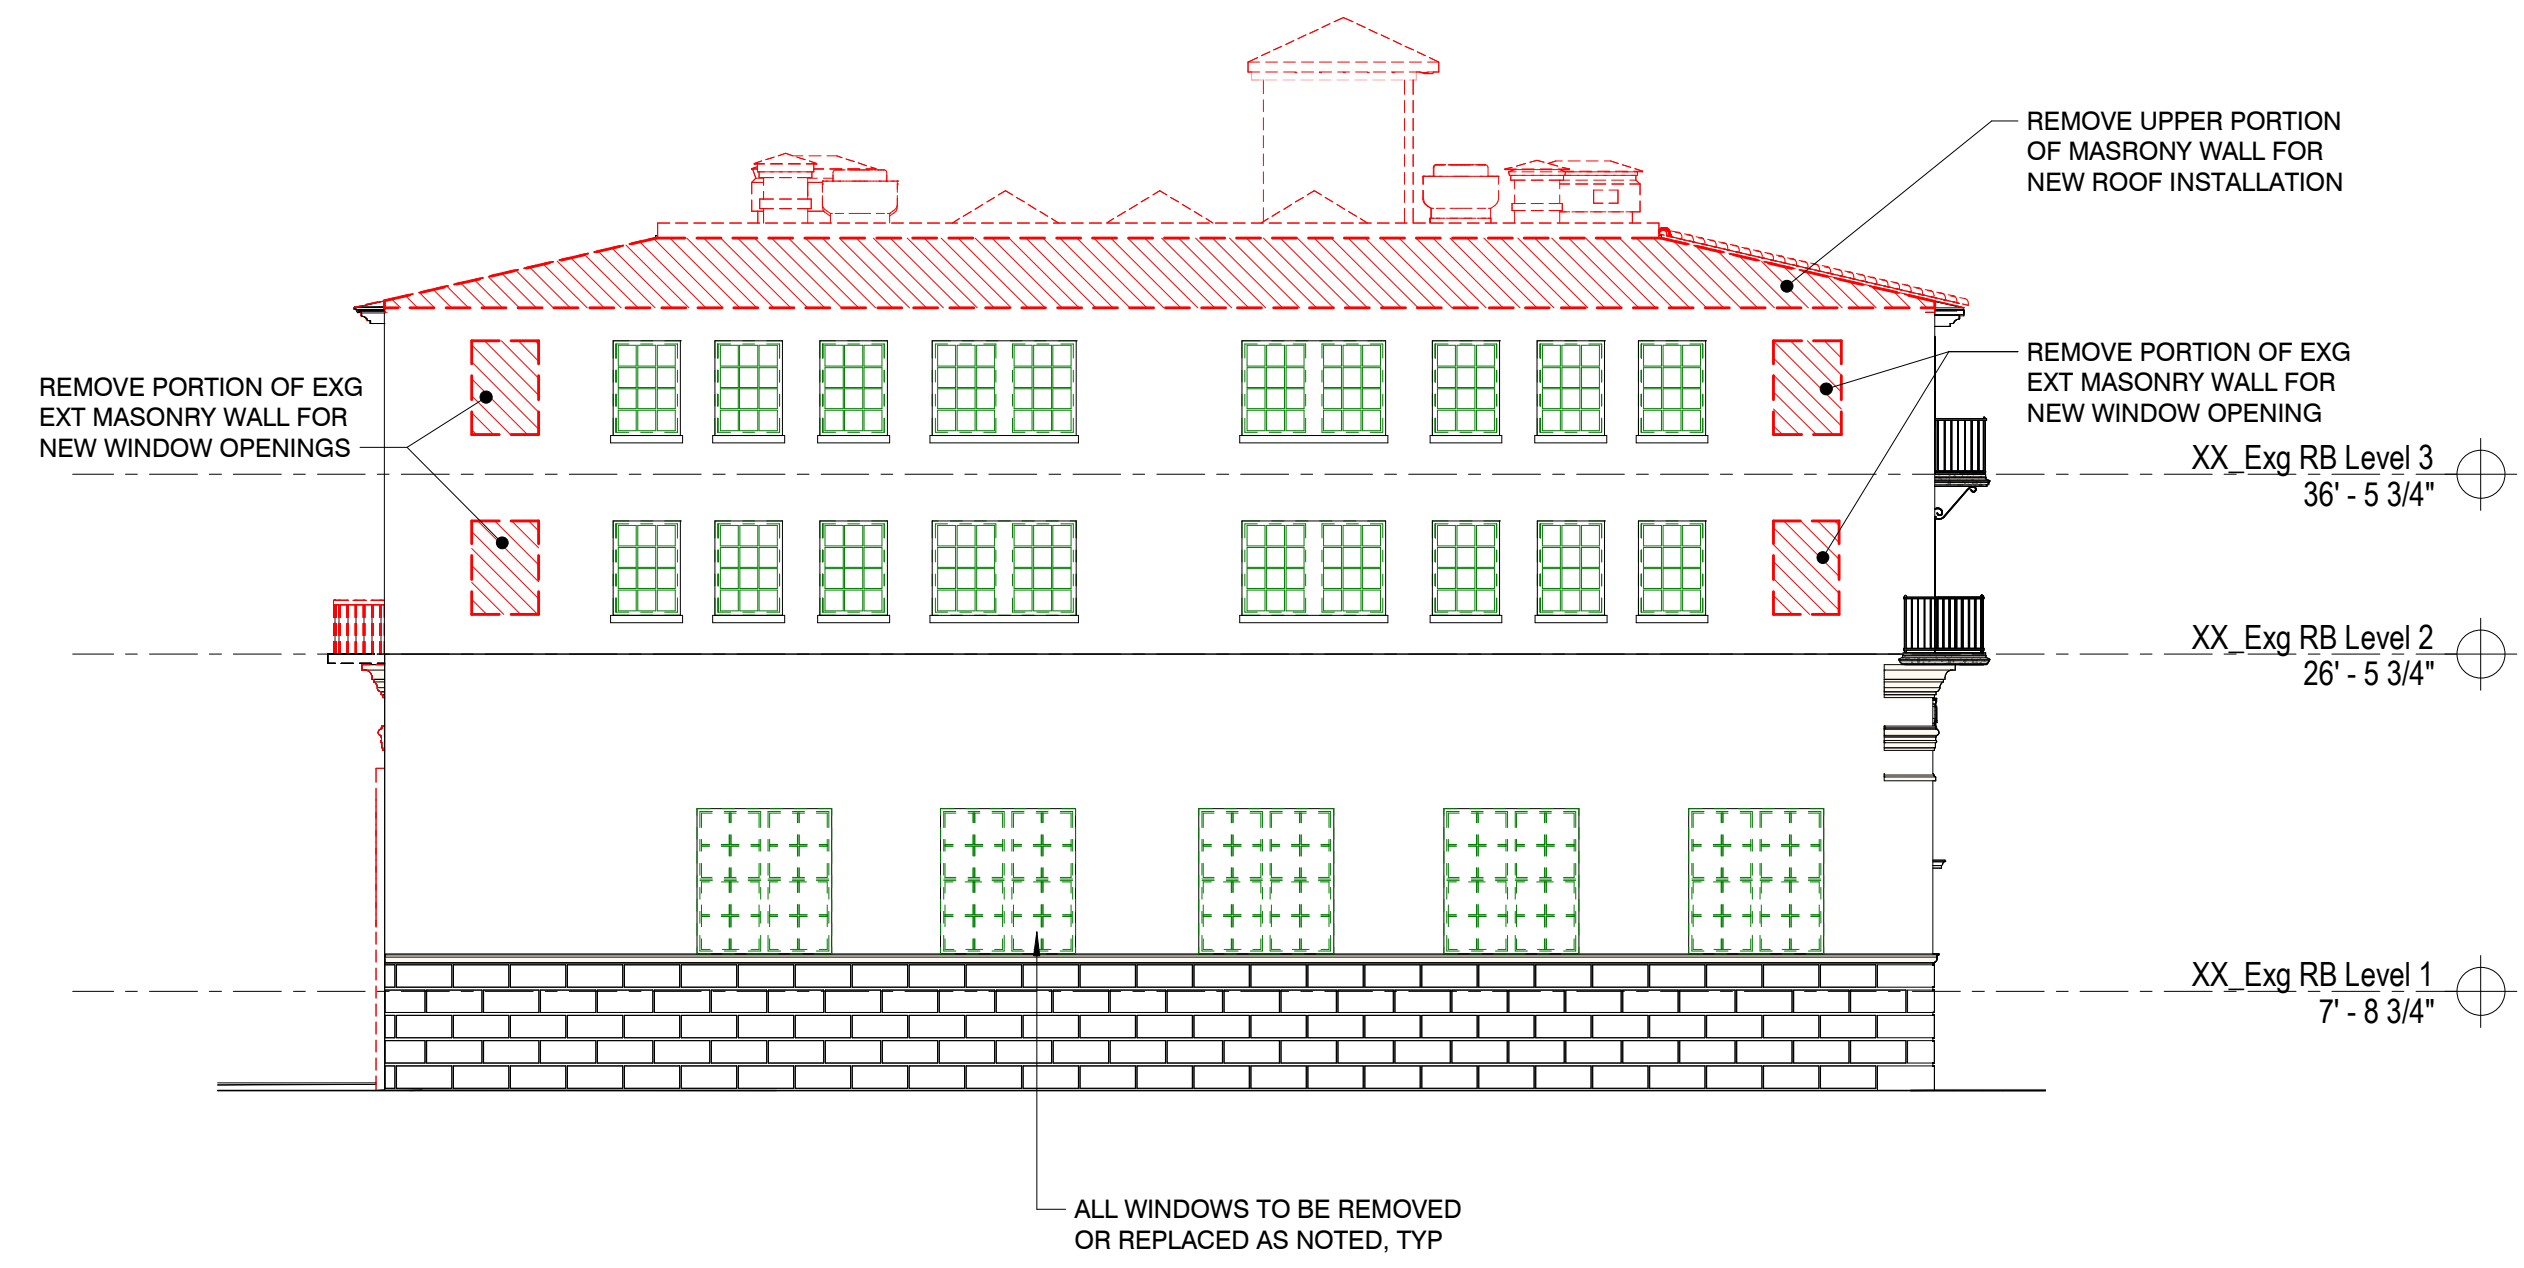 REMOVE UPPER PORTION
OF MASRONY WALL FOR
NEW ROOF INSTALLATION
REMOVE PORTION OF EXG
EXT MASONRY WALL FOR
NEW WINDOW OPENINGS
REMOVE PORTION OF EXG
EXT MASONRY WALL FOR
NEW WINDOW OPENING
XX_Exg RB Level 3
36' - 5 3/4"
XX_Exg RB Level 2
26' - 5 3/4"
XX_Exg RB Level 1
7' - 8 3/4"
ALL WINDOWS TO BE REMOVED
OR REPLACED AS NOTED, TYP